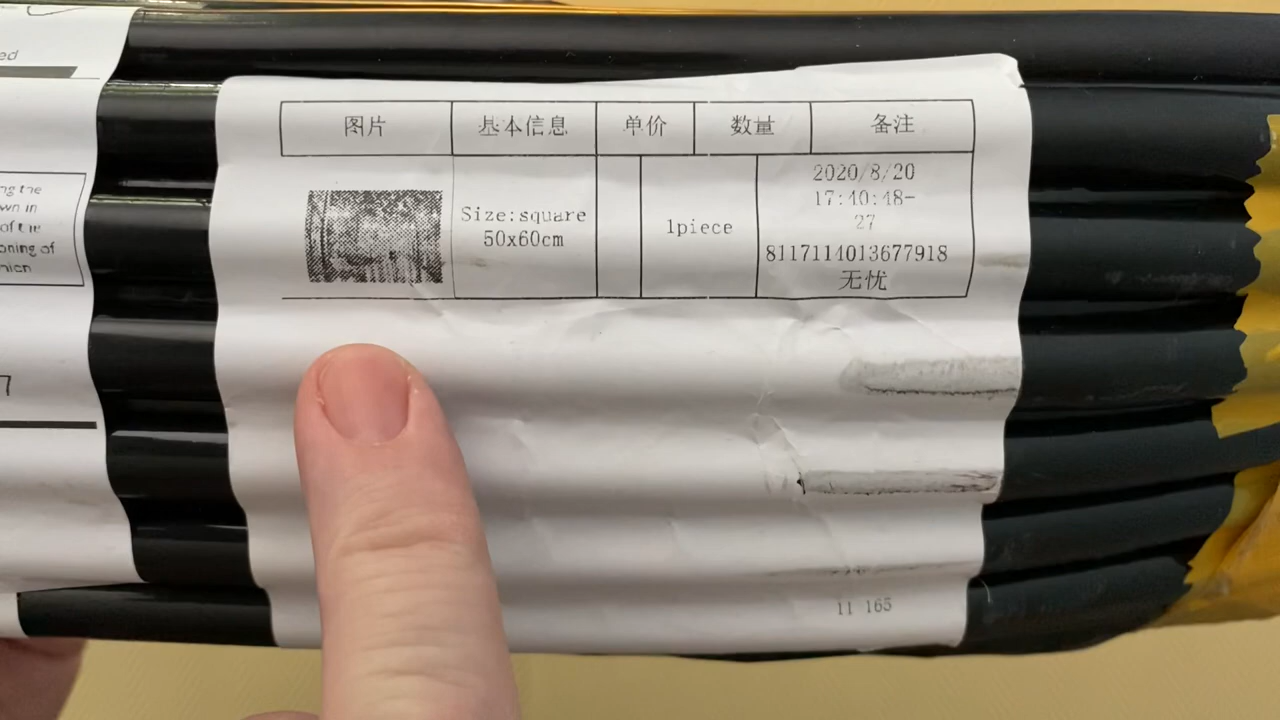 ed
ng the
wn in
of the
oning of
nion
7
图片 基本信息 单价 数量 备注
Size:square
50x60cm
1piece
2020/8/20
17:40:48-
27
8117114013677918
无忧
11 165